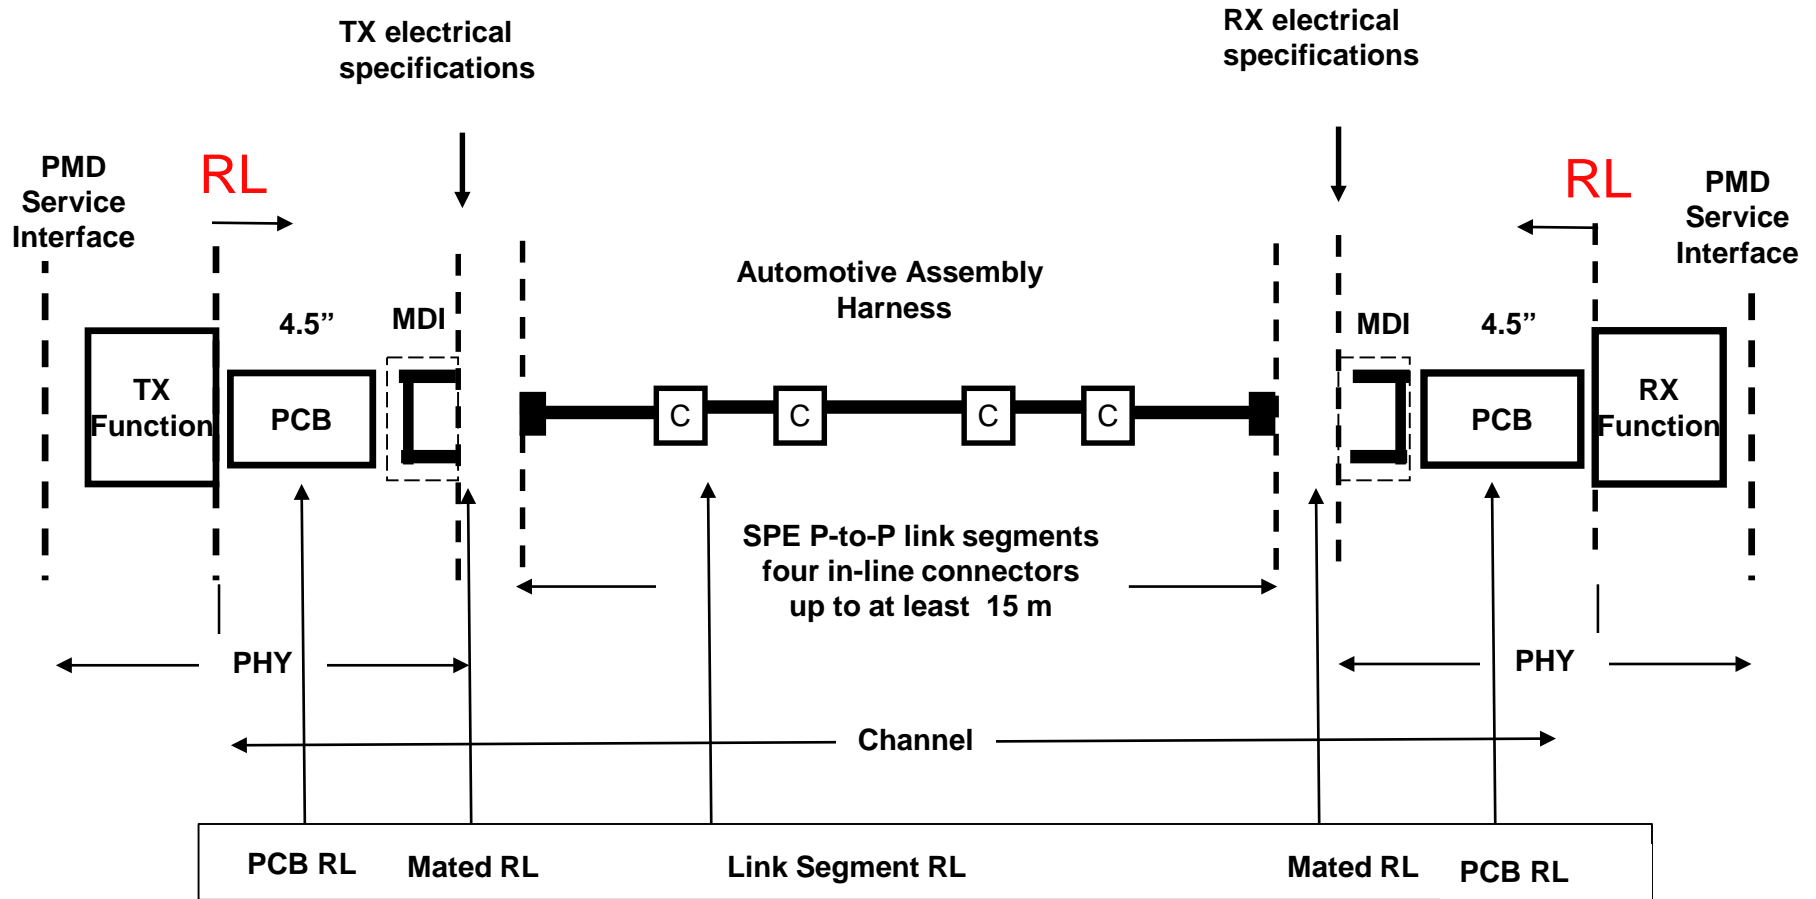 TX electrical
specifications
RX electrical
specifications
PMD
Service
Interface
RL
RL
PMD
Service
Interface
Automotive Assembly
Harness
4.5”
MDI
MDI
4.5”
TX
Function
PCB
C
C
C
C
PCB
RX
Function
SPE P-to-P link segments
four in-line connectors
up to at least 15 m
PHY
PHY
Channel
PCB RL
Mated RL
Link Segment RL
Mated RL
PCB RL